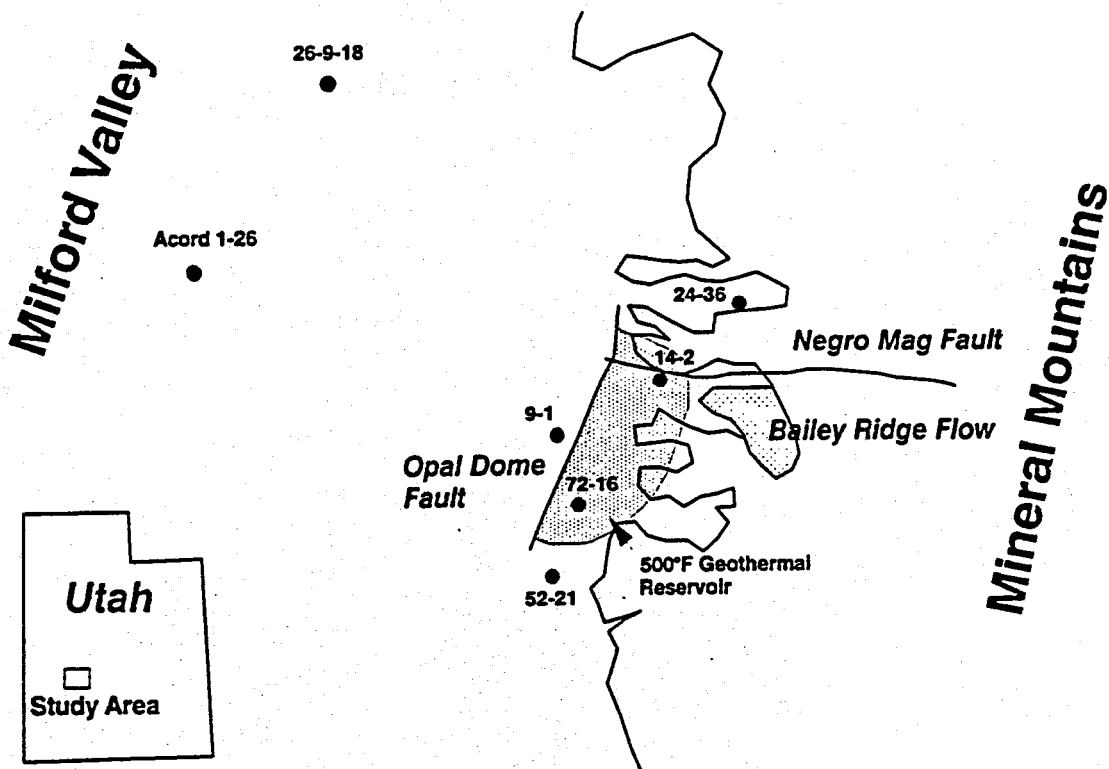 26-9-18
Milford Valley
Acord 1-26
24-36
Negro Mag Fault
14-2
Mineral Mountains
9-1
Bailey Ridge Flow
Opal Dome
Fault
72-16
500°F Geothermal
Reservoir
52-21
Utah
Study Area